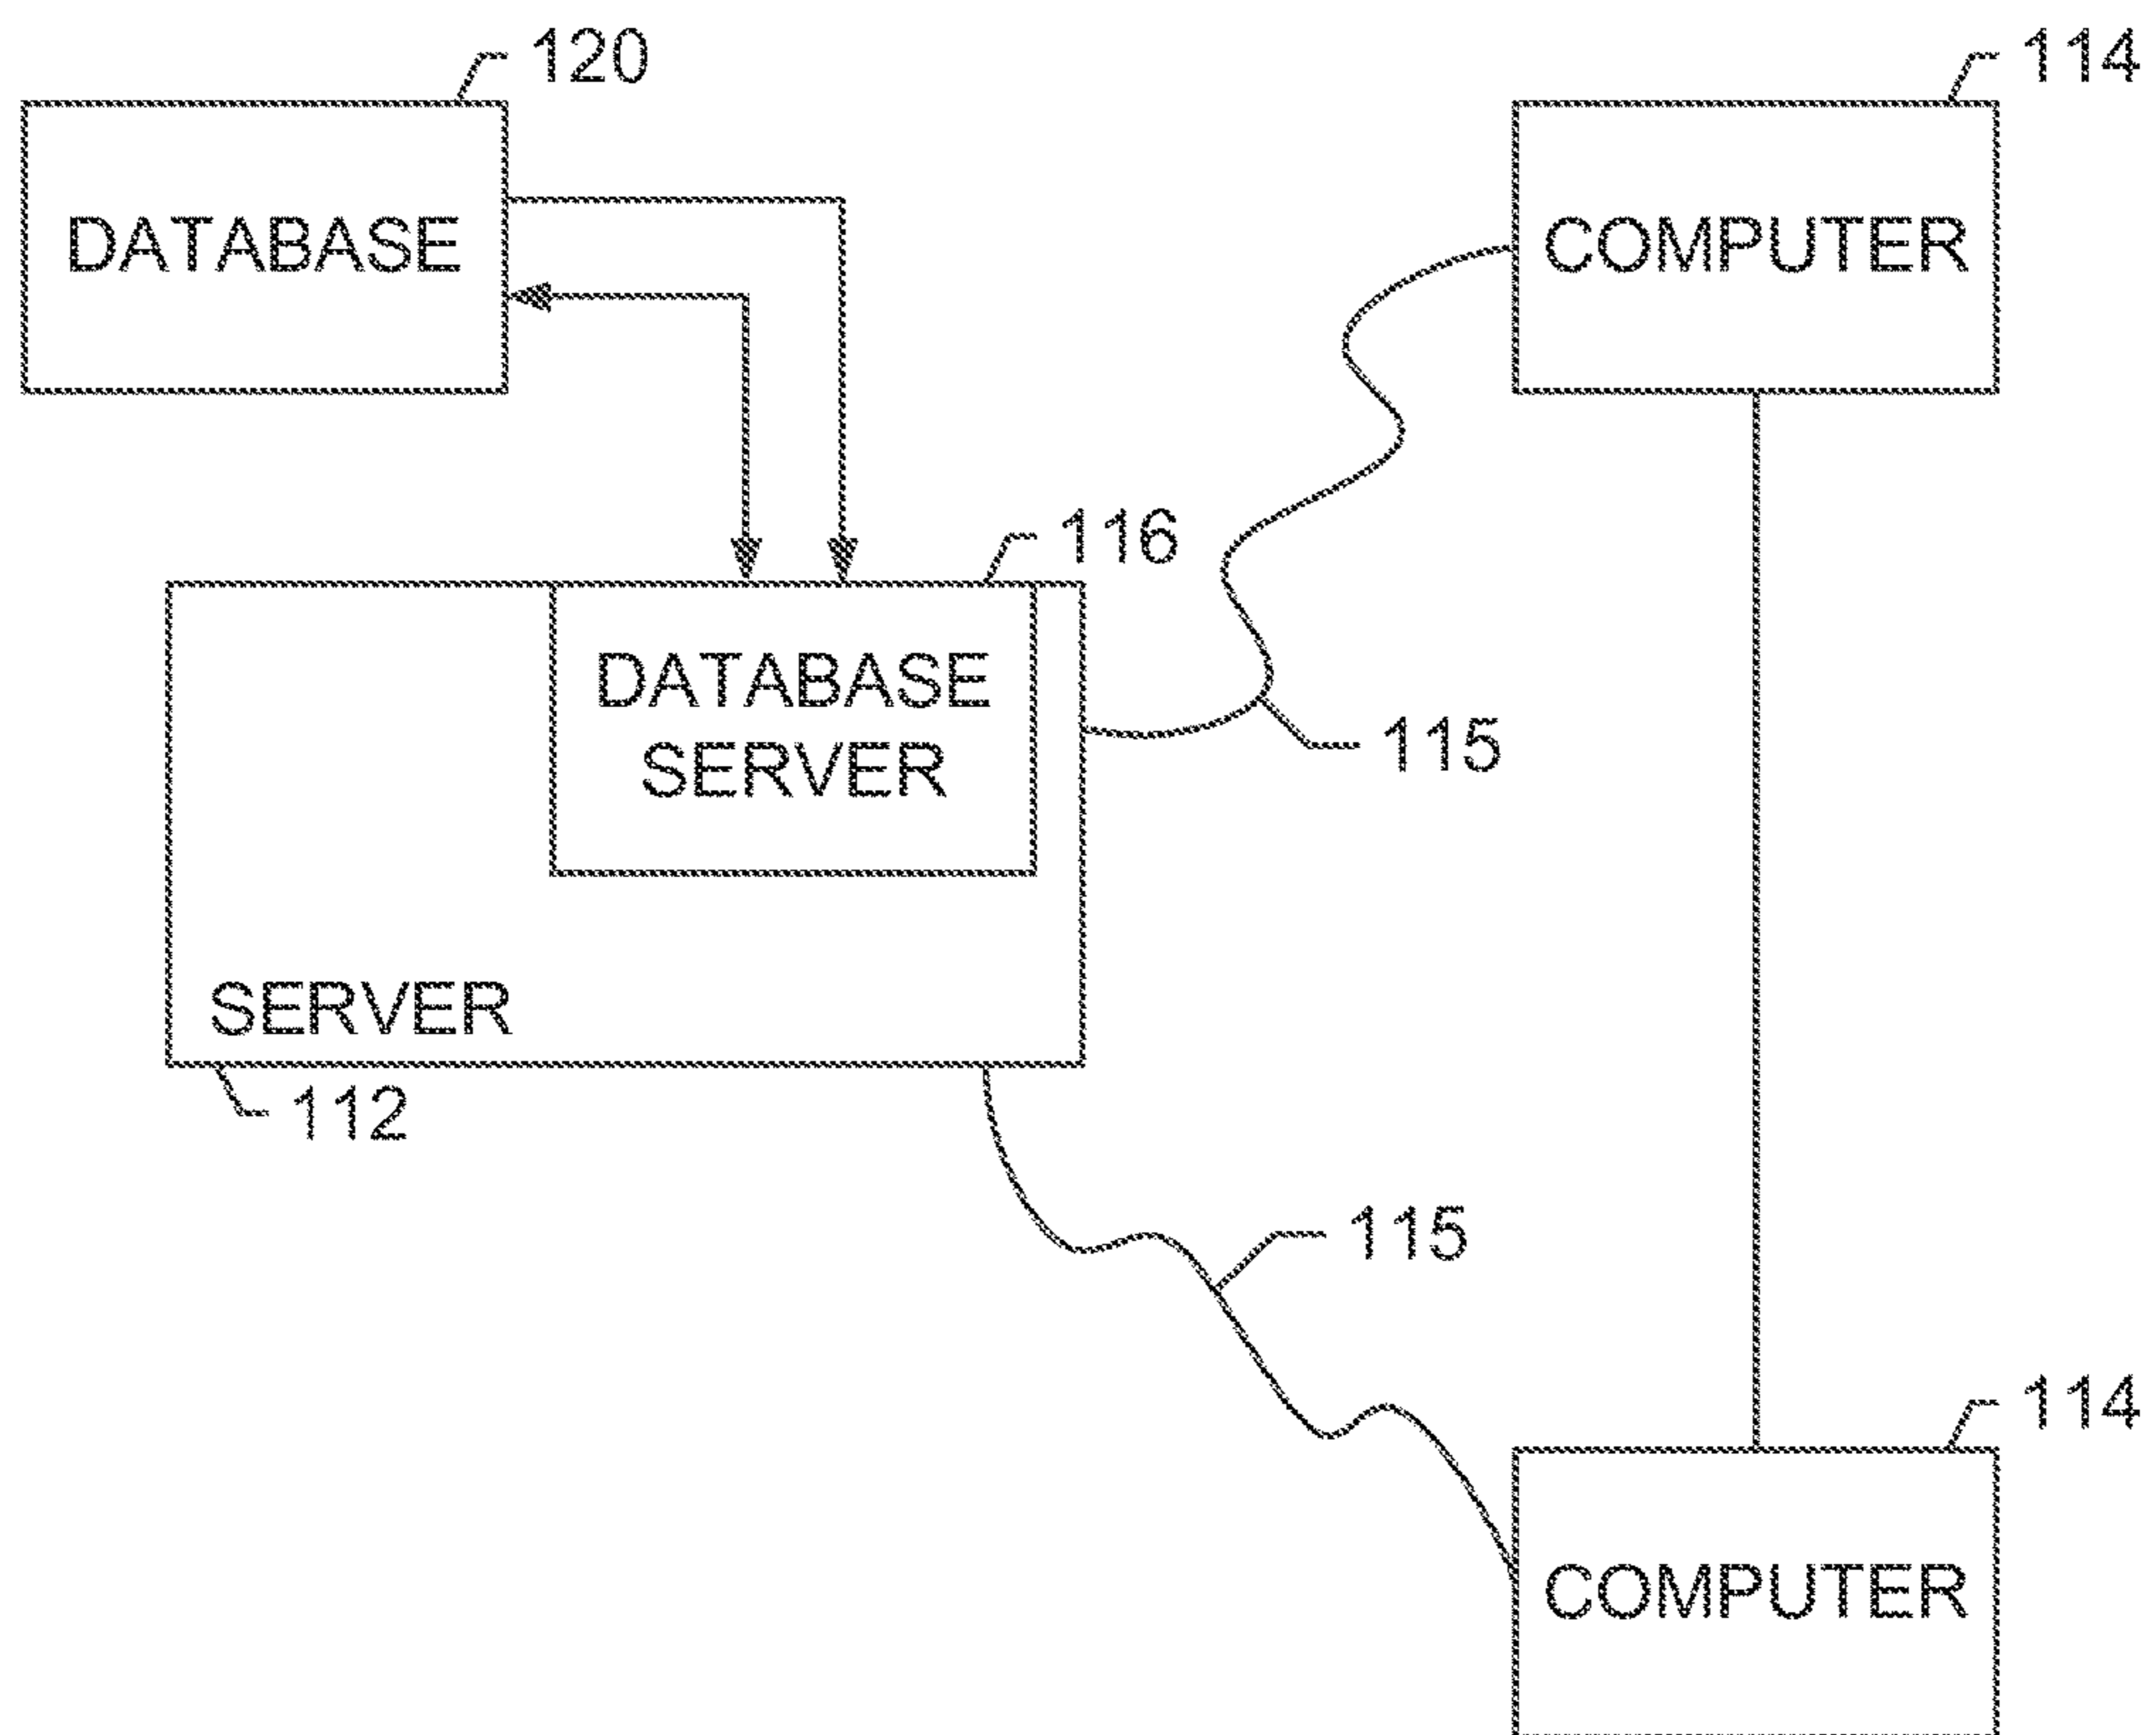 120
114
DATABASE
COMPUTER
116
DATABASE
SERVER
115
SERVER
112
115
114
COMPUTER